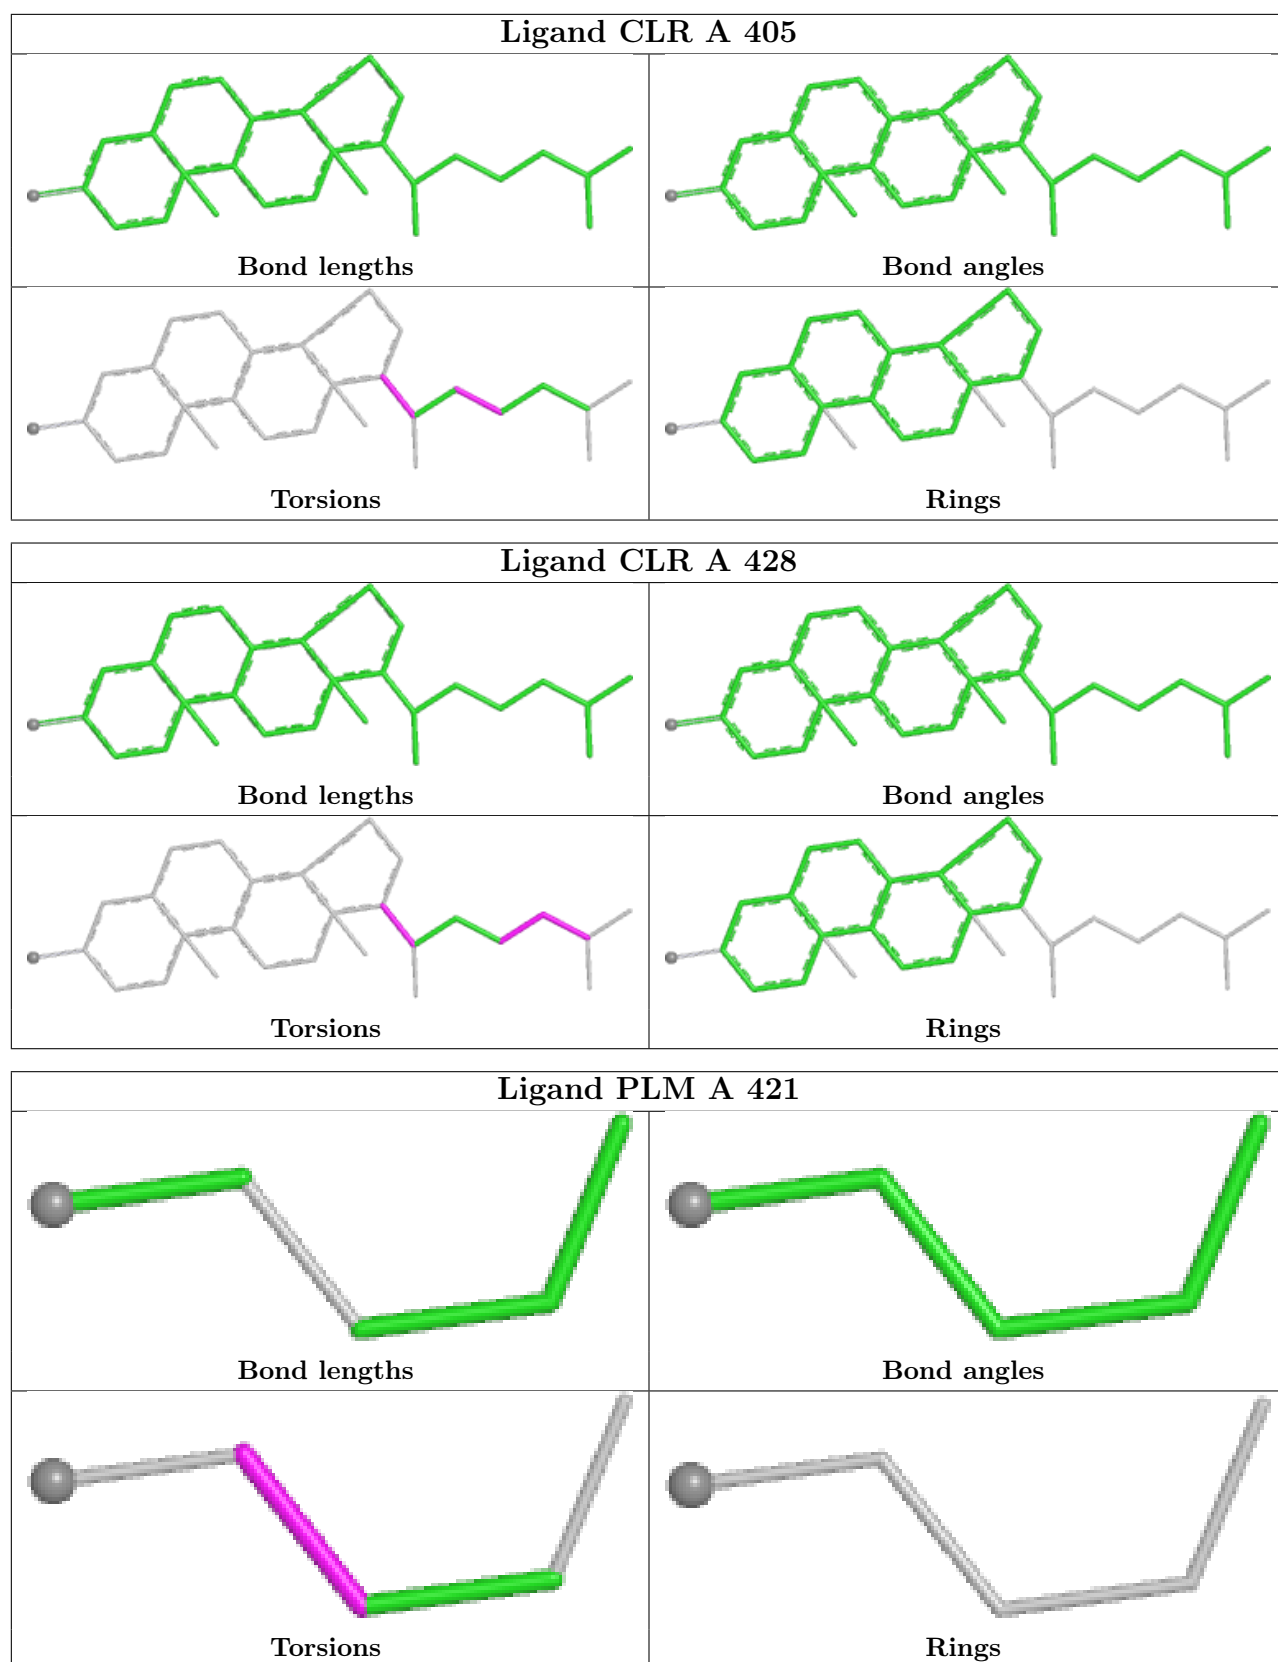 Ligand CLR A 405
Bond lengths
Bond angles
Torsions
Rings
Ligand CLR A 428
Bond lengths
Bond angles
Torsions
Rings
Ligand PLM A 421
Bond lengths
Bond angles
Torsions
Rings